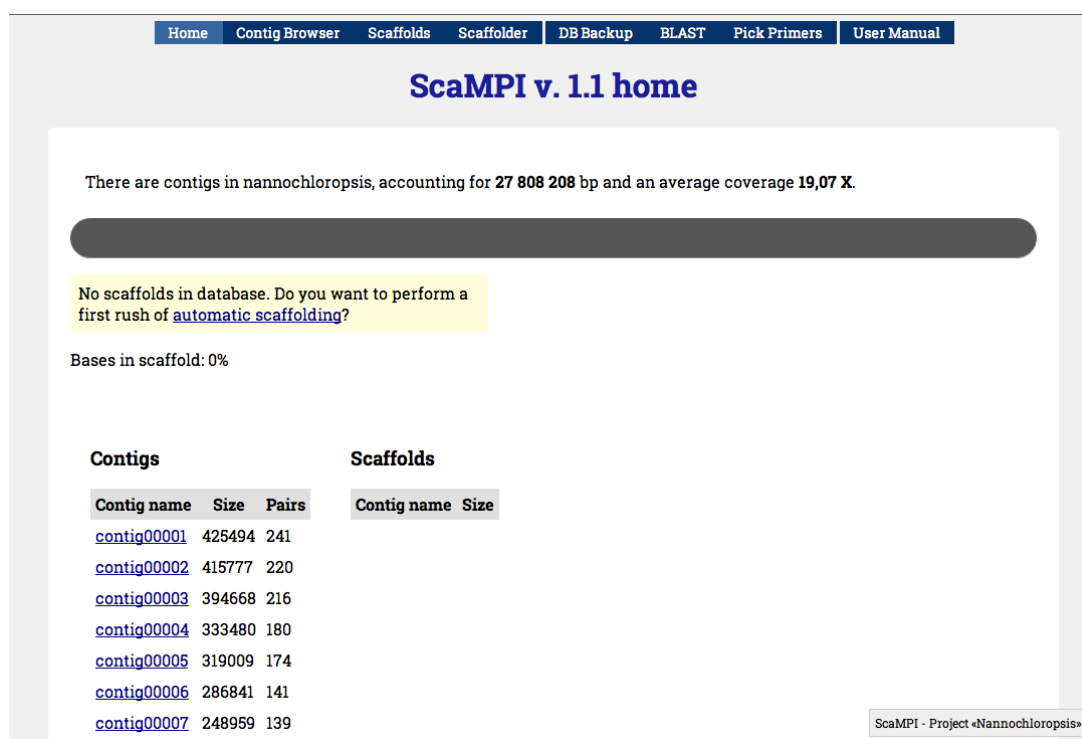 Home Contig Browser Scaffolds Scaffolder DB Backup BLAST Pick Primers User Manual
ScaMPI v. 1.1 home
There are contigs in nannochloropsis, accounting for 27 808 208 bp and an average coverage 19,07 X.
No scaffolds in database. Do you want to perform a
first rush of automatic scaffolding?
Bases in scaffold: 0%
Contigs Scaffolds
Contig name Size Pairs Contig name Size
contig00001 425494 241
contig00002 415777 220
contig00003 394668 216
contig00004 333480 180
contig00005 319009 174
contig00006 286841 141
contig00007 248959 139
ScaMPI - Project «Nannochloropsis»